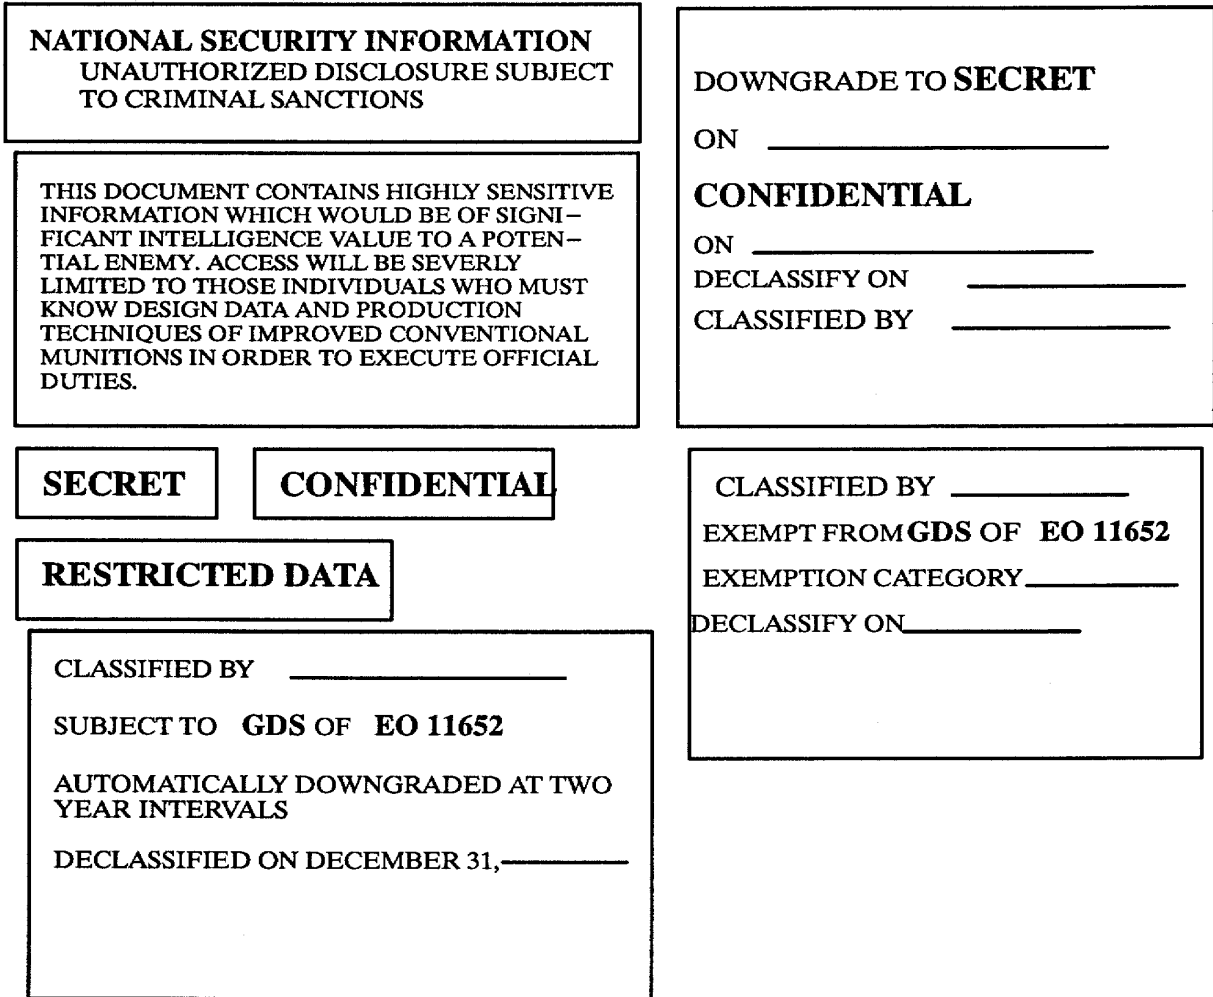 NATIONAL SECURITY INFORMATION
UNAUTHORIZED DISCLOSURE SUBJECT
TO CRIMINAL SANCTIONS
THIS DOCUMENT CONTAINS HIGHLY SENSITIVE
INFORMATION WHICH WOULD BE OF SIGNI–
FICANT INTELLIGENCE VALUE TO A POTEN–
TIAL ENEMY. ACCESS WILL BE SEVERLY
LIMITED TO THOSE INDIVIDUALS WHO MUST
KNOW DESIGN DATA AND PRODUCTION
TECHNIQUES OF IMPROVED CONVENTIONAL
MUNITIONS IN ORDER TO EXECUTE OFFICIAL
DUTIES.
SECRET
CONFIDENTIAL
RESTRICTED DATA
CLASSIFIED BY
SUBJECT TO GDS OF EO 11652
AUTOMATICALLY DOWNGRADED AT TWO
YEAR INTERVALS
DECLASSIFIED ON DECEMBER 31,
DOWNGRADE TO SECRET
ON
CONFIDENTIAL
ON
DECLASSIFY ON
CLASSIFIED BY
CLASSIFIED BY
EXEMPT FROM GDS OF EO 11652
EXEMPTION CATEGORY
DECLASSIFY ON